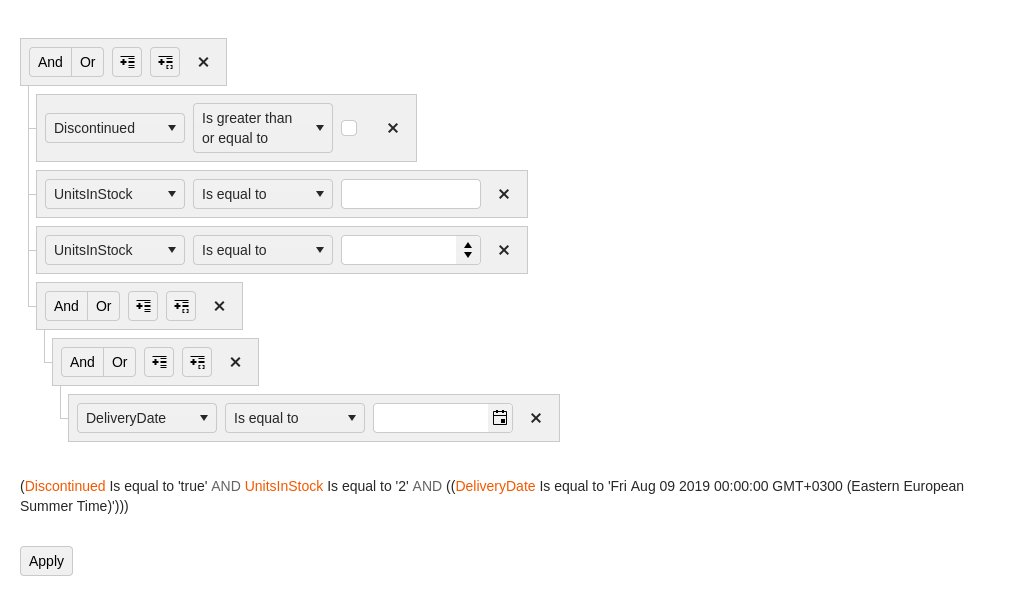 And Or
Discontinued Is greater than
or equal to
UnitsInStock Is equal to
UnitsInStock Is equal to
And Or
And Or
DeliveryDate Is equal to
(Discontinued Is equal to 'true' AND UnitsInStock Is equal to '2' AND ((DeliveryDate Is equal to 'Fri Aug 09 2019 00:00:00 GMT+0300 (Eastern European
Summer Time)')))
Apply